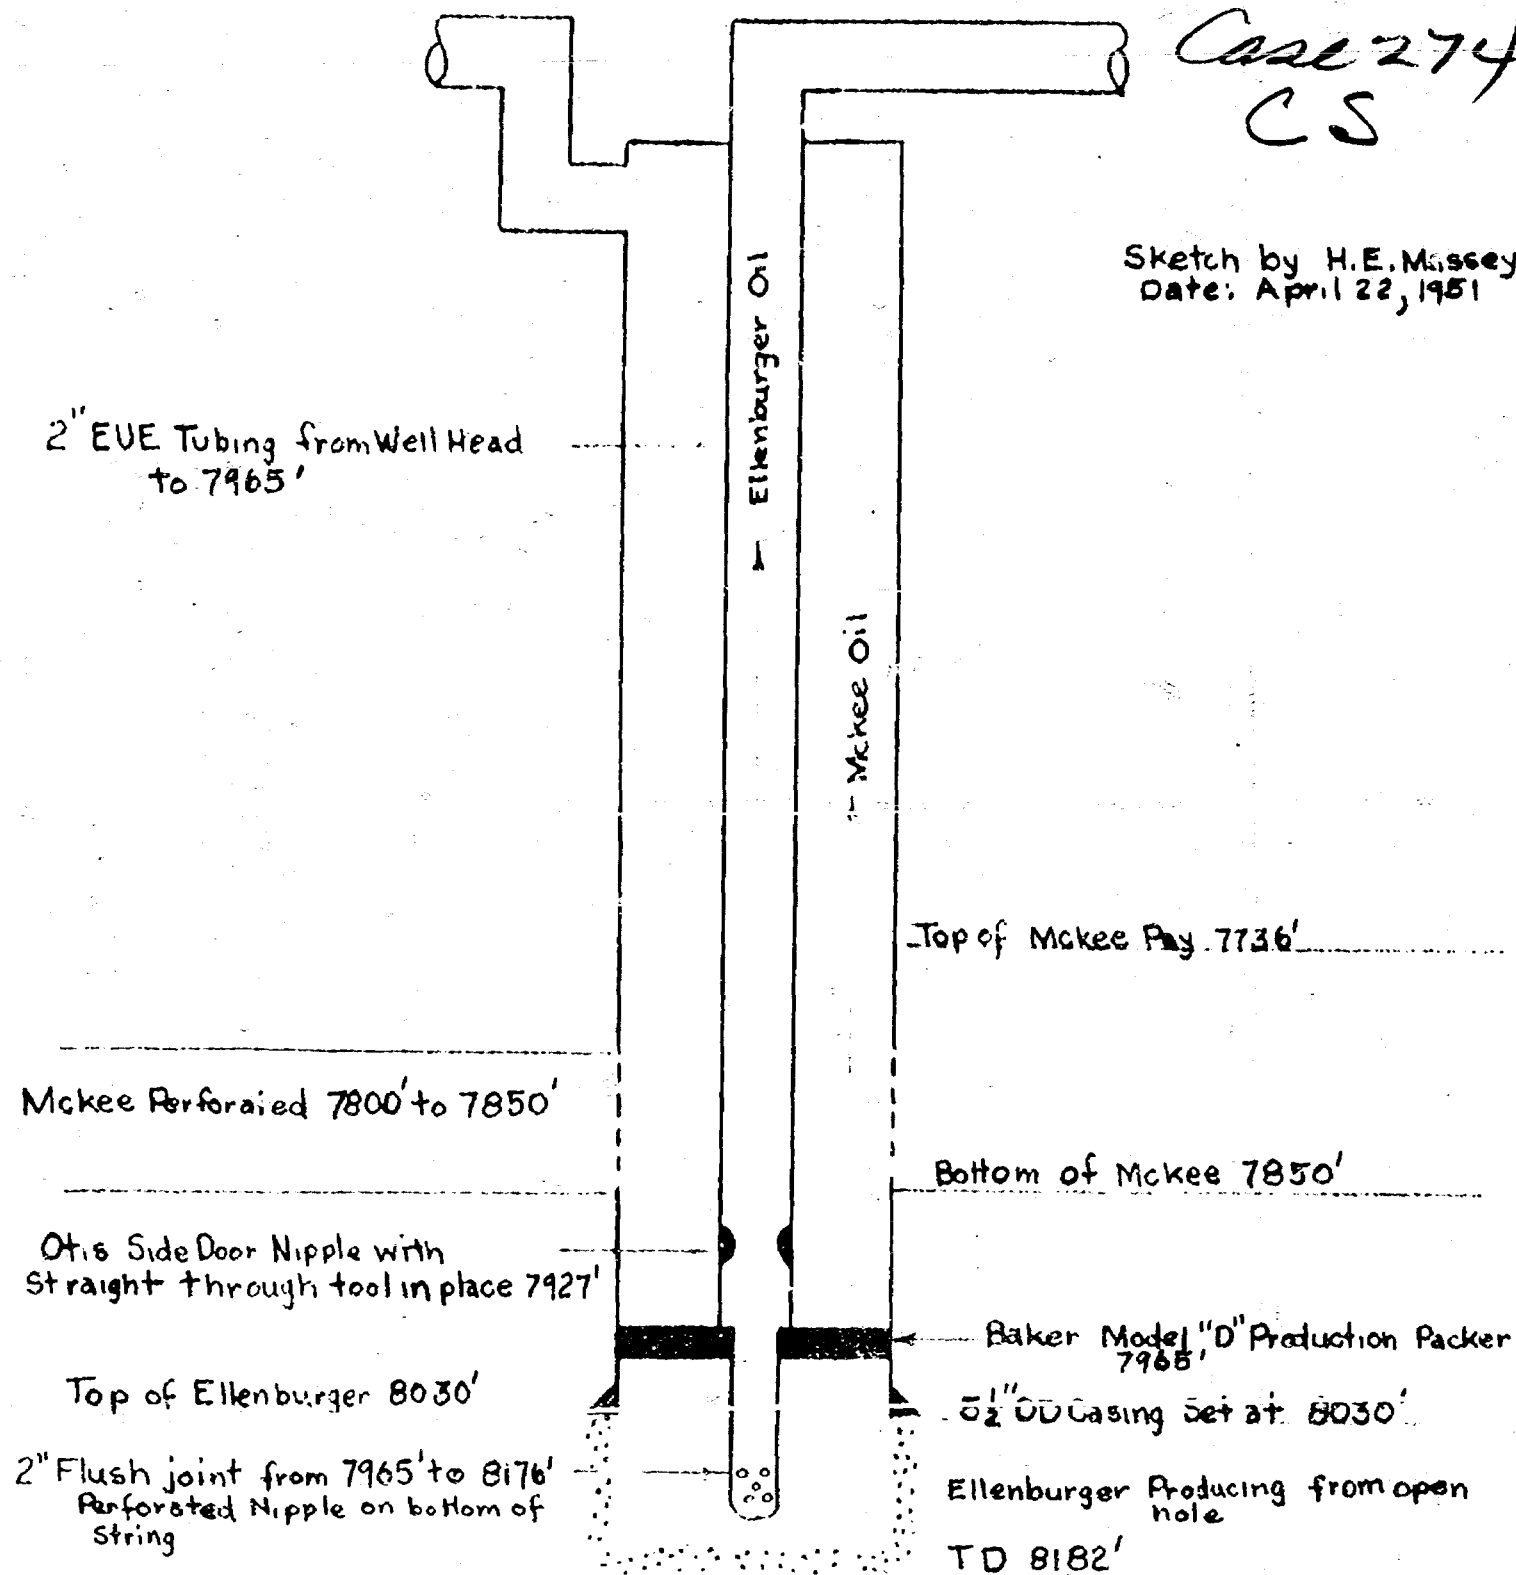 Case 274
CS
Sketch by H.E. Massey
Date: April 22, 1951
2" EUE Tubing from Well Head
to 7965'
Ellenburger Oil
Mckee Oil
Top of Mckee Pay 7736'
Mckee Perforated 7800' to 7850'
Bottom of Mckee 7850'
Otis Side Door Nipple with
Straight through tool in place 7927'
Baker Model "D" Production Packer
7965'
Top of Ellenburger 8030'
5½" OD Casing Set at 8030'
2" Flush joint from 7965' to 8176'
Perforated Nipple on bottom of
String
Ellenburger Producing from open
hole
TD 8182'